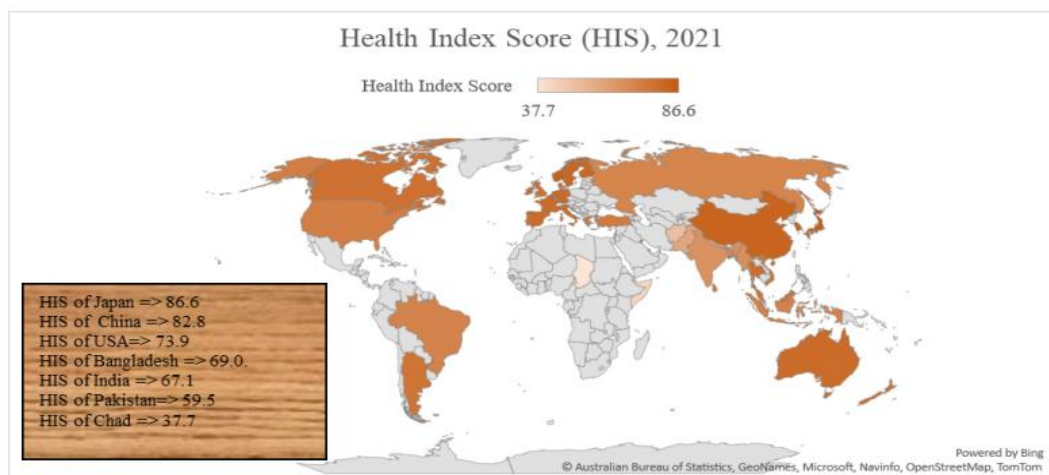 Health Index Score (HIS), 2021
Health Index Score
37.7 86.6
HIS of Japan => 86.6
HIS of China => 82.8
HIS of USA=> 73.9
HIS of Bangladesh => 69.0.
HIS of India => 67.1
HIS of Pakistan=> 59.5
HIS of Chad => 37.7
Powered by Bing
© Australian Bureau of Statistics, GeoNames, Microsoft, Navinfo, OpenStreetMap, TomTom